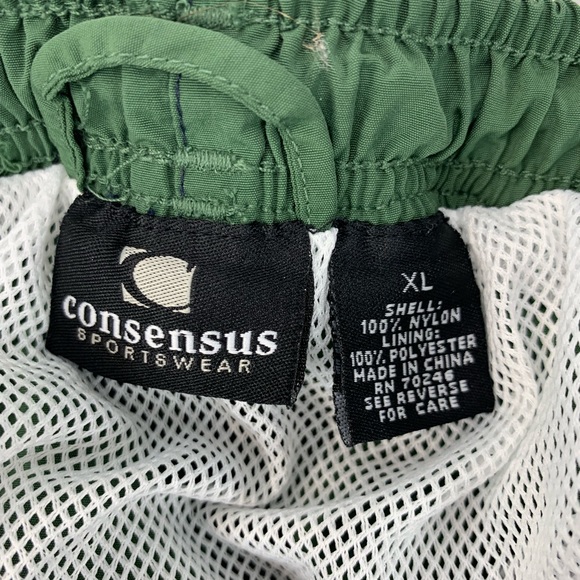 consensus
SPORTSWEAR
XL
SHELL:
100% NYLON
LINING:
100% POLYESTER
MADE IN CHINA
RN 70246
SEE REVERSE
FOR CARE